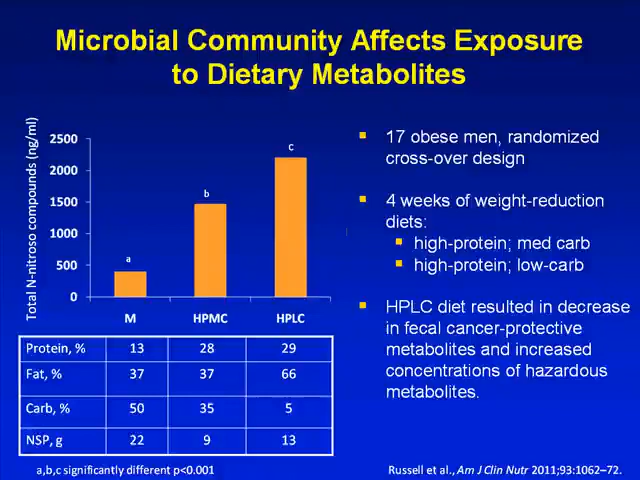 Microbial Community Affects Exposure
to Dietary Metabolites
Total N-nitroso compounds (ng/ml)
2500
2000
1500
1000
500
0
a
b
c
M HPMC HPLC
Protein, % 13 28 29
Fat, % 37 37 66
Carb, % 50 35 5
NSP, g 22 9 13
a,b,c significantly different p<0.001
17 obese men, randomized
cross-over design
4 weeks of weight-reduction
diets:
high-protein; med carb
high-protein; low-carb
HPLC diet resulted in decrease
in fecal cancer-protective
metabolites and increased
concentrations of hazardous
metabolites.
Russell et al., Am J Clin Nutr 2011;93:1062–72.